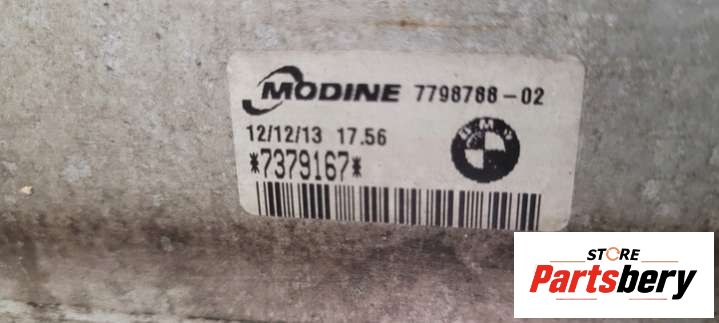 MODINE 7798788-02
12/12/13 17.56
*7379167*
BMW
STORE
Partsbery